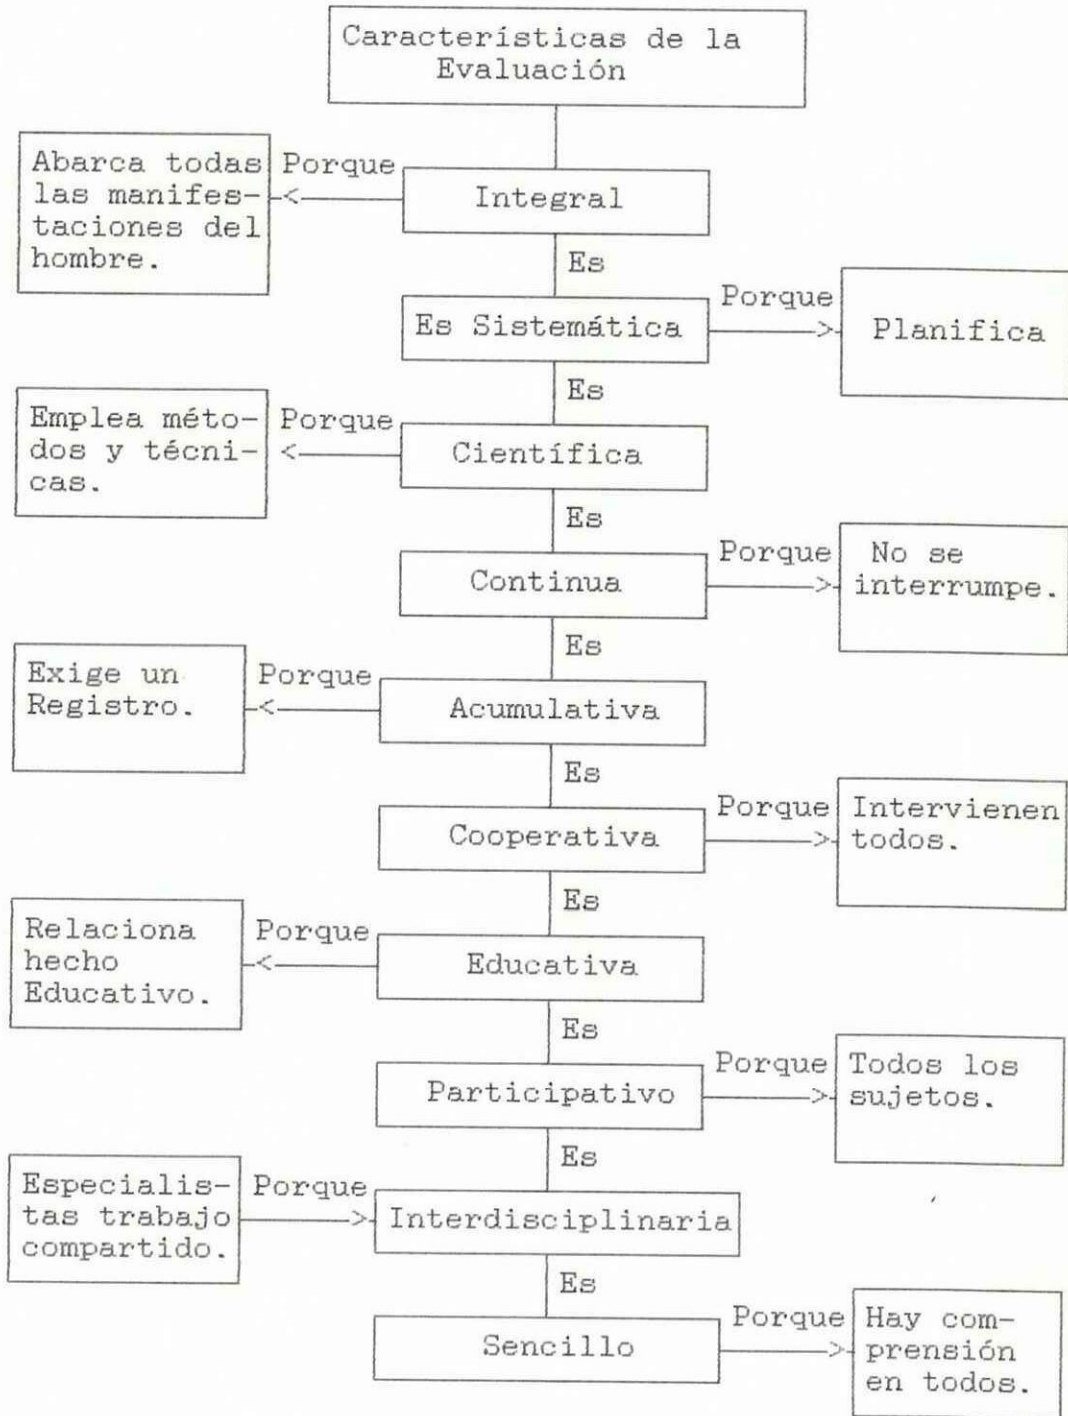 Características de la
Evaluación
Abarca todas
las manifes-
taciones del
hombre.
Porque
Integral
Es
Es Sistemática
Porque
Planifica
Es
Emplea méto-
dos y técni-
cas.
Porque
Científica
Es
Continua
Porque
No se
interrumpe.
Es
Exige un
Registro.
Porque
Acumulativa
Es
Cooperativa
Porque
Intervienen
todos.
Es
Relaciona
hecho
Educativo.
Porque
Educativa
Es
Participativo
Porque
Todos los
sujetos.
Es
Especialis-
tas trabajo
compartido.
Porque
Interdisciplinaria
Es
Sencillo
Porque
Hay com-
prensión
en todos.